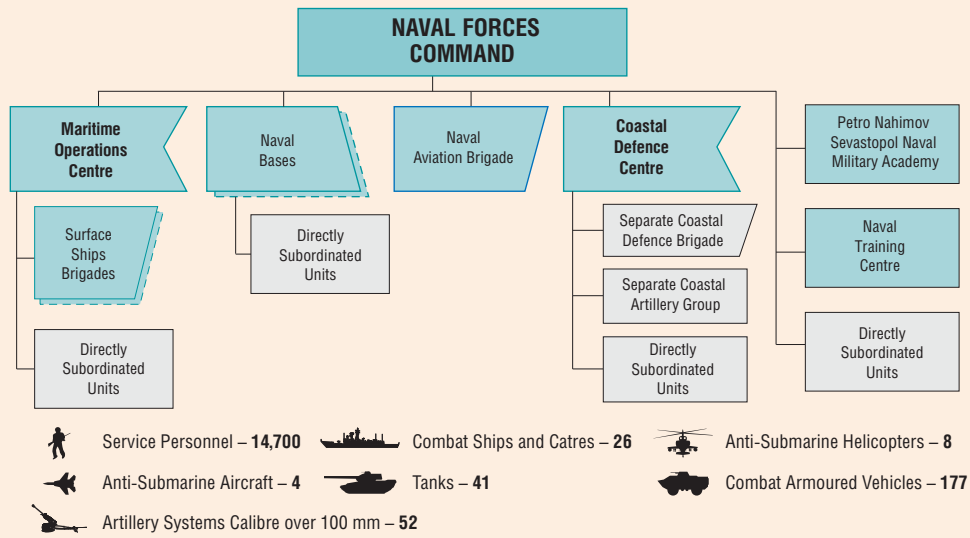 NAVAL FORCES
COMMAND
Maritime
Operations
Centre
Surface
Ships
Brigades
Directly
Subordinated
Units
Naval
Bases
Directly
Subordinated
Units
Naval
Aviation Brigade
Coastal
Defence
Centre
Separate Coastal
Defence Brigade
Separate Coastal
Artillery Group
Directly
Subordinated
Units
Petro Nahimov
Sevastopol Naval
Military Academy
Naval
Training
Centre
Directly
Subordinated
Units
Service Personnel – 14,700
Combat Ships and Catres – 26
Anti-Submarine Helicopters – 8
Anti-Submarine Aircraft – 4
Tanks – 41
Combat Armoured Vehicles – 177
Artillery Systems Calibre over 100 mm – 52